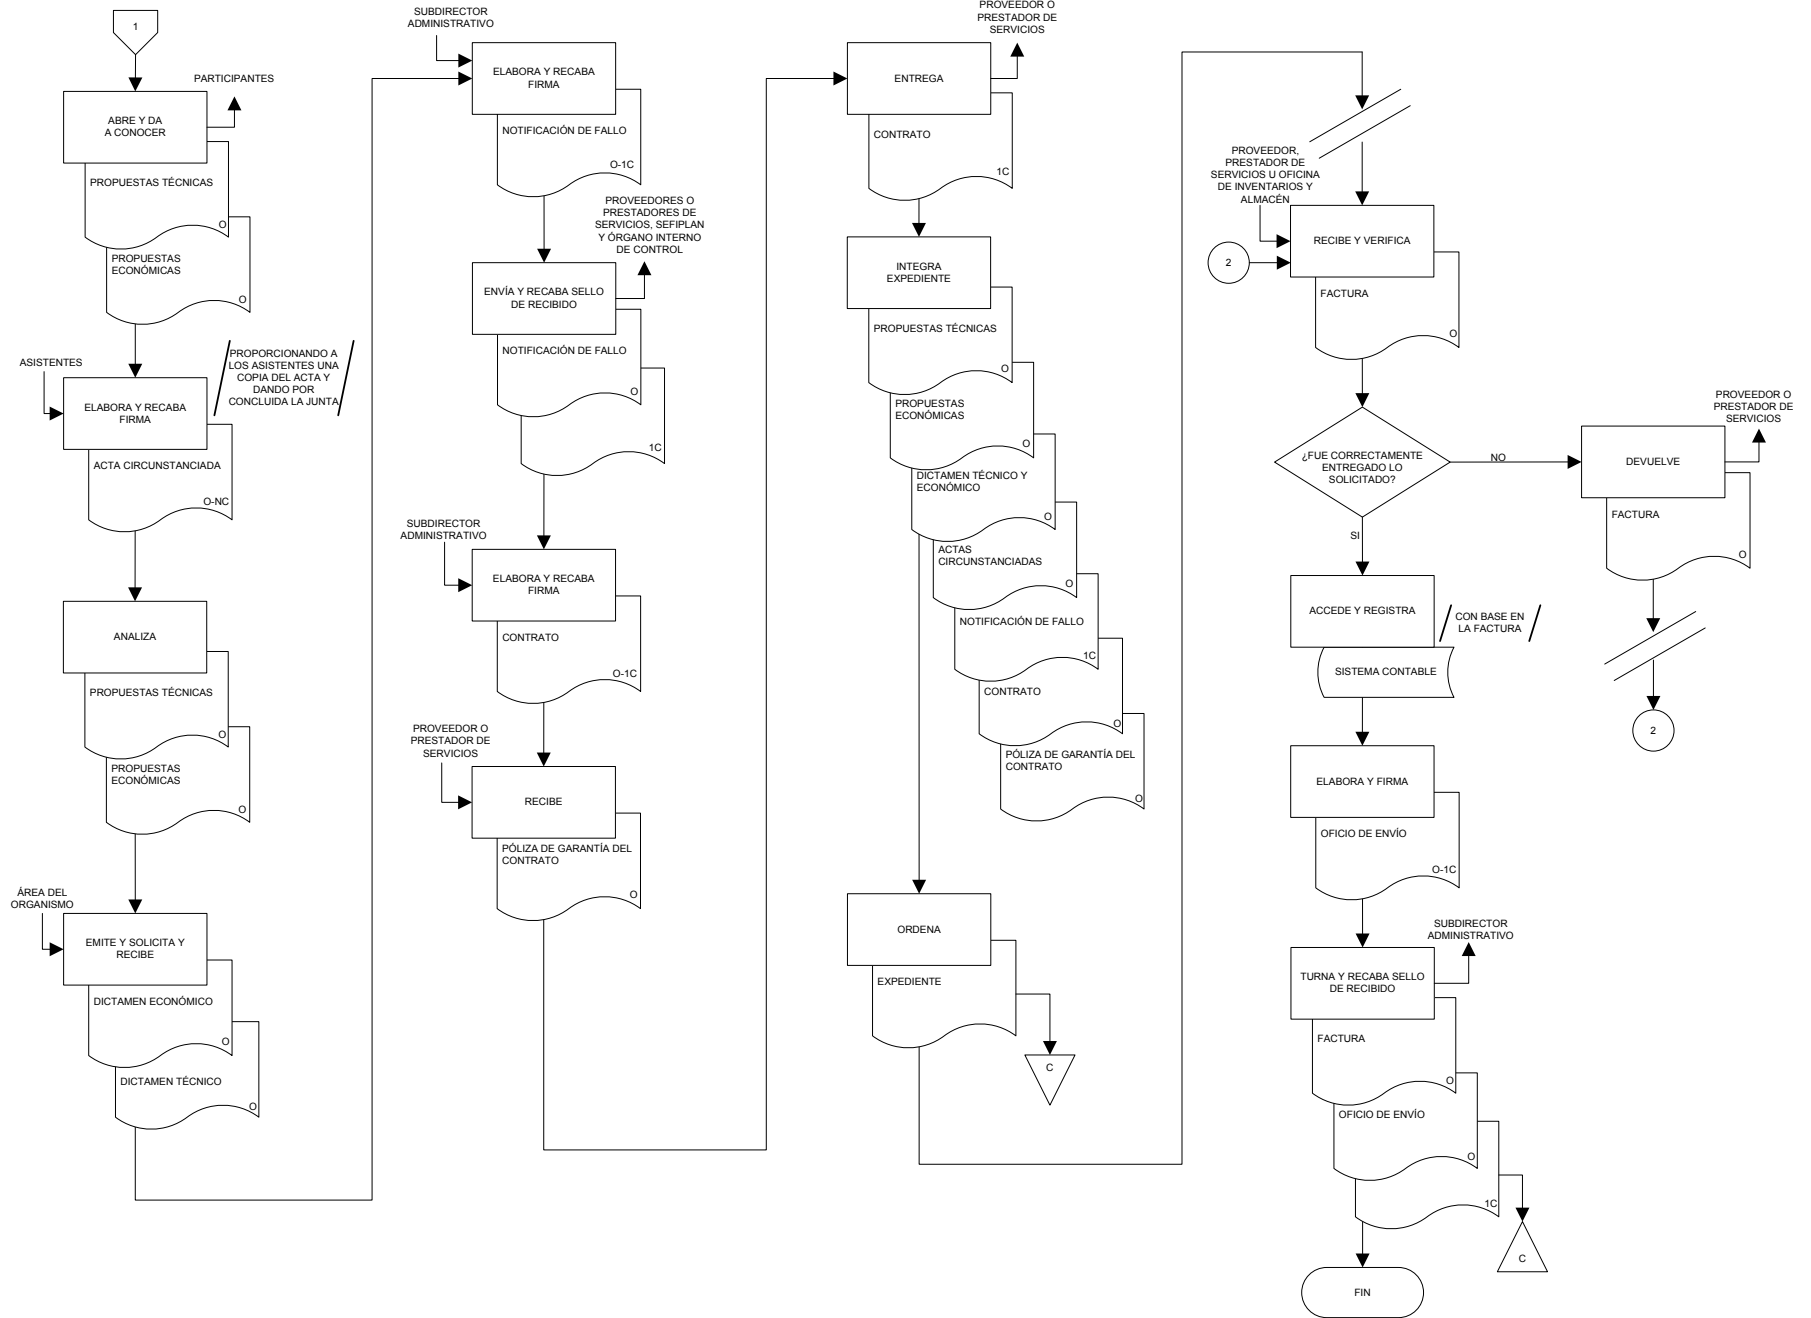 1
PARTICIPANTES
ABRE Y DA
A CONOCER
PROPUESTAS TÉCNICAS
O
PROPUESTAS
ECONÓMICAS
O
ASISTENTES
PROPORCIONANDO A
LOS ASISTENTES UNA
COPIA DEL ACTA Y
DANDO POR
CONCLUIDA LA JUNTA
ELABORA Y RECABA
FIRMA
ACTA CIRCUNSTANCIADA
O-NC
ANALIZA
PROPUESTAS TÉCNICAS
O
PROPUESTAS
ECONÓMICAS
O
ÁREA DEL
ORGANISMO
EMITE Y SOLICITA Y
RECIBE
DICTAMEN ECONÓMICO
O
DICTAMEN TÉCNICO
O
SUBDIRECTOR
ADMINISTRATIVO
ELABORA Y RECABA
FIRMA
NOTIFICACIÓN DE FALLO
O-1C
PROVEEDORES O
PRESTADORES DE
SERVICIOS, SEFIPLAN
Y ÓRGANO INTERNO
DE CONTROL
ENVÍA Y RECABA SELLO
DE RECIBIDO
NOTIFICACIÓN DE FALLO
O
1C
SUBDIRECTOR
ADMINISTRATIVO
ELABORA Y RECABA
FIRMA
CONTRATO
O-1C
PROVEEDOR O
PRESTADOR DE
SERVICIOS
RECIBE
PÓLIZA DE GARANTÍA DEL
CONTRATO
O
PROVEEDOR O
PRESTADOR DE
SERVICIOS
ENTREGA
CONTRATO
1C
INTEGRA
EXPEDIENTE
PROPUESTAS TÉCNICAS
O
PROPUESTAS
ECONÓMICAS
O
DICTAMEN TÉCNICO Y
ECONÓMICO
O
ACTAS
CIRCUNSTANCIADAS
O
NOTIFICACIÓN DE FALLO
1C
CONTRATO
O
PÓLIZA DE GARANTÍA DEL
CONTRATO
O
ORDENA
EXPEDIENTE
C
PROVEEDOR,
PRESTADOR DE
SERVICIOS U OFICINA
DE INVENTARIOS Y
ALMACÉN
2
RECIBE Y VERIFICA
FACTURA
O
¿FUE CORRECTAMENTE
ENTREGADO LO
SOLICITADO?
NO
SI
PROVEEDOR O
PRESTADOR DE
SERVICIOS
DEVUELVE
FACTURA
O
2
ACCEDE Y REGISTRA
CON BASE EN
LA FACTURA
SISTEMA CONTABLE
ELABORA Y FIRMA
OFICIO DE ENVÍO
O-1C
SUBDIRECTOR
ADMINISTRATIVO
TURNA Y RECABA SELLO
DE RECIBIDO
FACTURA
O
OFICIO DE ENVÍO
O
1C
C
FIN